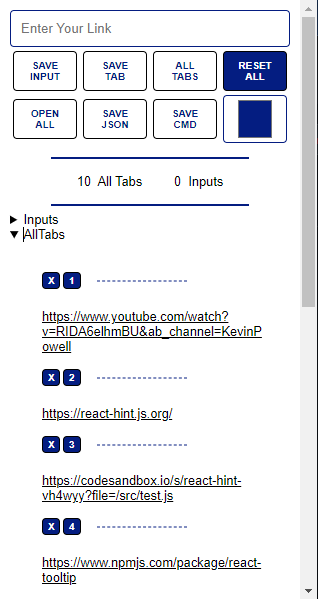 Enter Your Link
SAVE INPUT
SAVE TAB
ALL TABS
RESET ALL
OPEN ALL
SAVE JSON
SAVE CMD
10 All Tabs 0 Inputs
Inputs
AllTabs
X 1 ------------------
https://www.youtube.com/watch?
v=RIDA6elhmBU&ab_channel=KevinP
owell
X 2 ------------------
https://react-hint.js.org/
X 3 ------------------
https://codesandbox.io/s/react-hint-
vh4wyy?file=/src/test.js
X 4 ------------------
https://www.npmjs.com/package/react-
tooltip